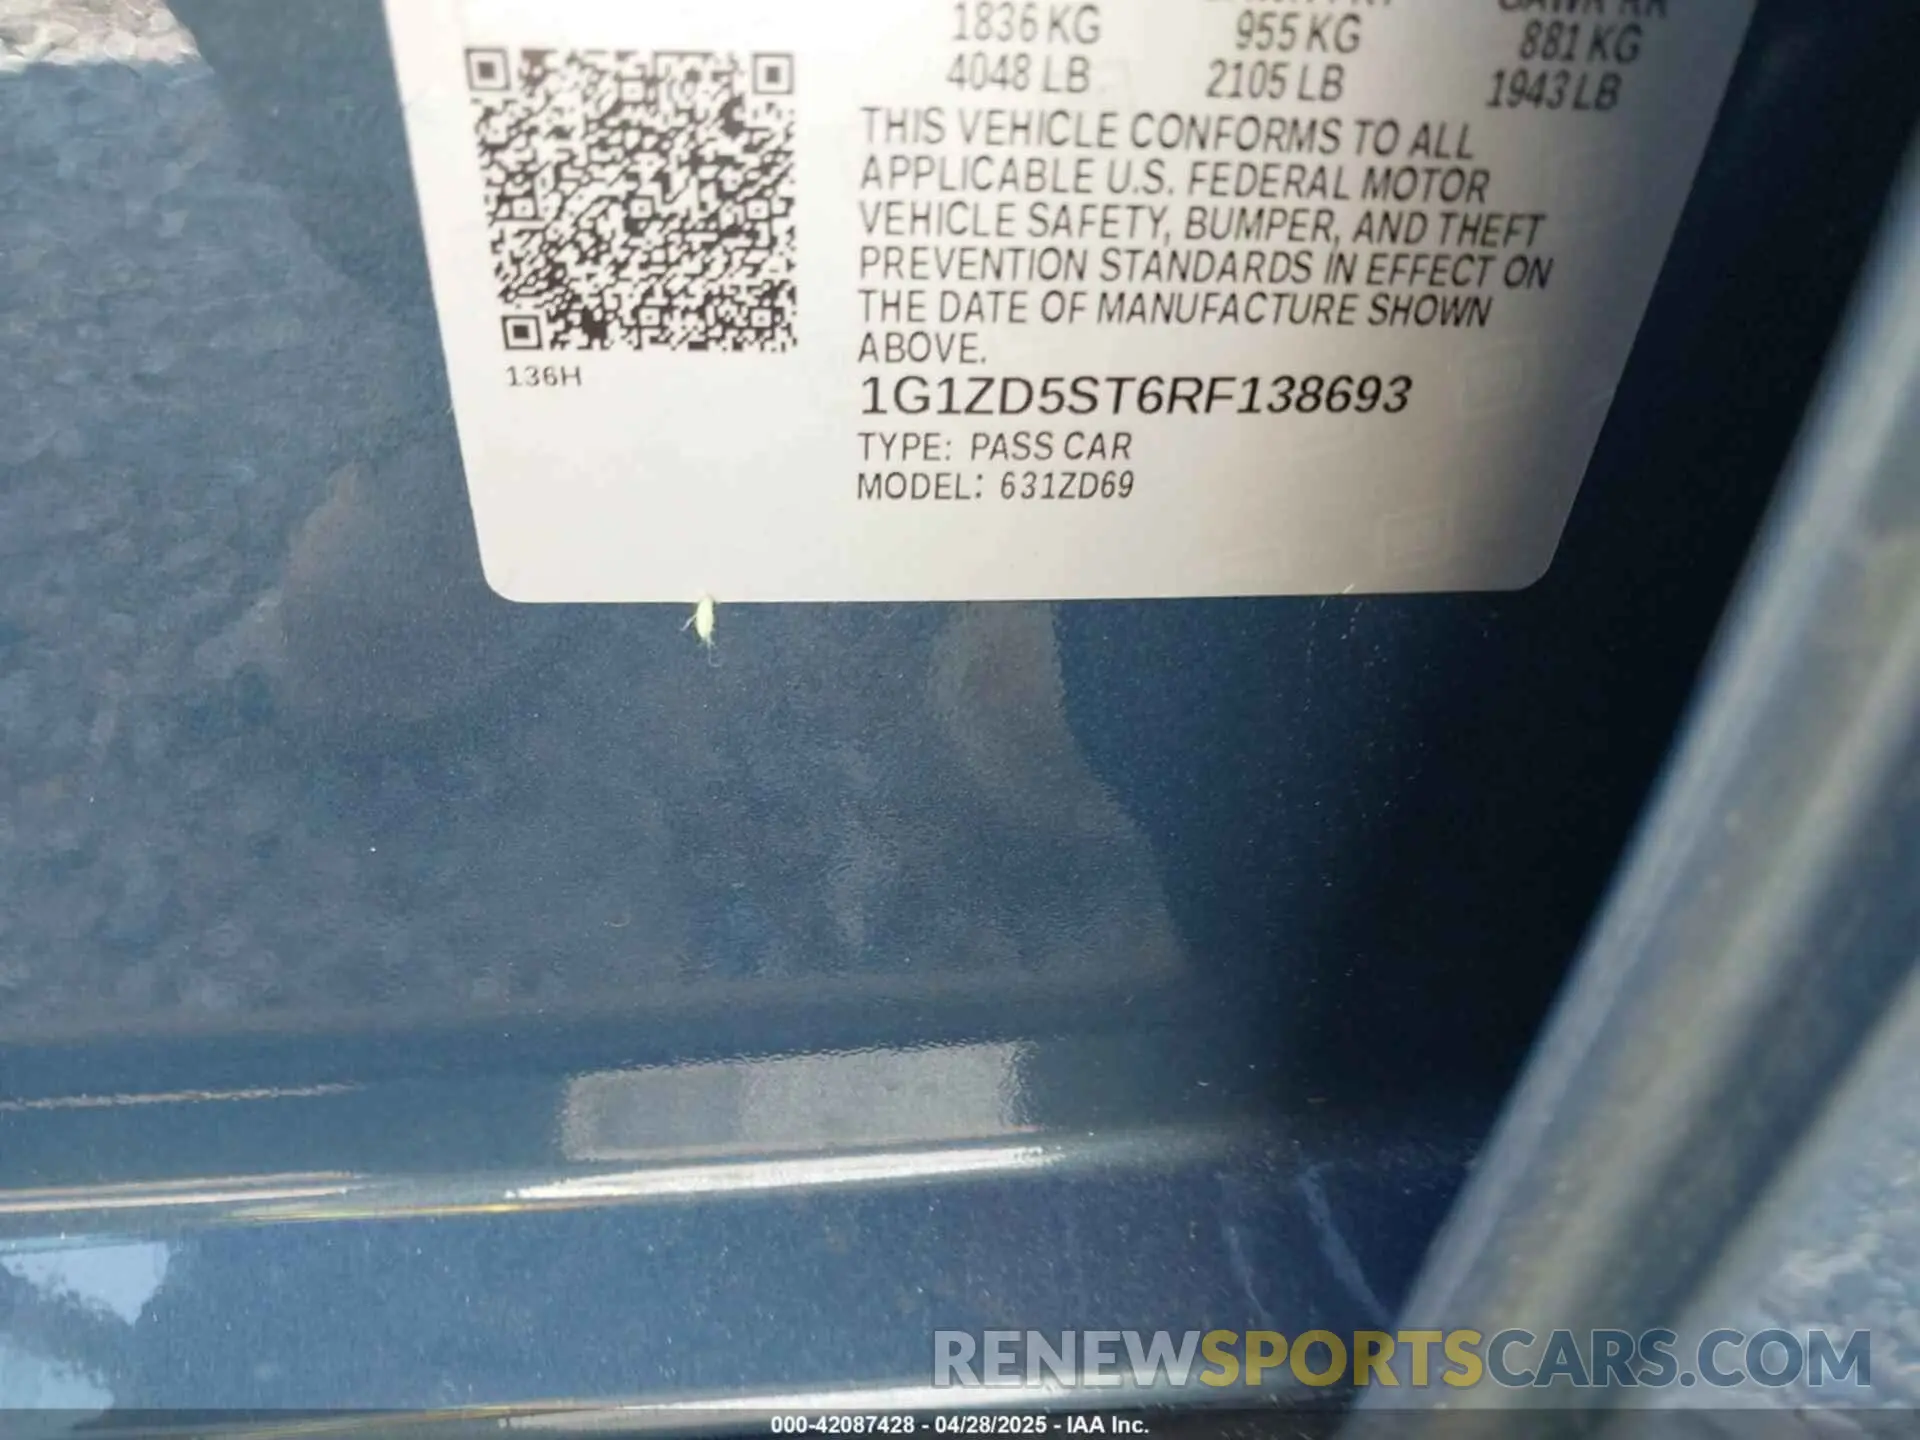 1836 KG 955 KG 881 KG
4048 LB 2105 LB 1943 LB
THIS VEHICLE CONFORMS TO ALL
APPLICABLE U.S. FEDERAL MOTOR
VEHICLE SAFETY, BUMPER, AND THEFT
PREVENTION STANDARDS IN EFFECT ON
THE DATE OF MANUFACTURE SHOWN
ABOVE.
136H
1G1ZD5ST6RF138693
TYPE: PASS CAR
MODEL: 631ZD69
RENEWSPORTSCARS.COM
000-42087428 - 04/28/2025 - IAA Inc.